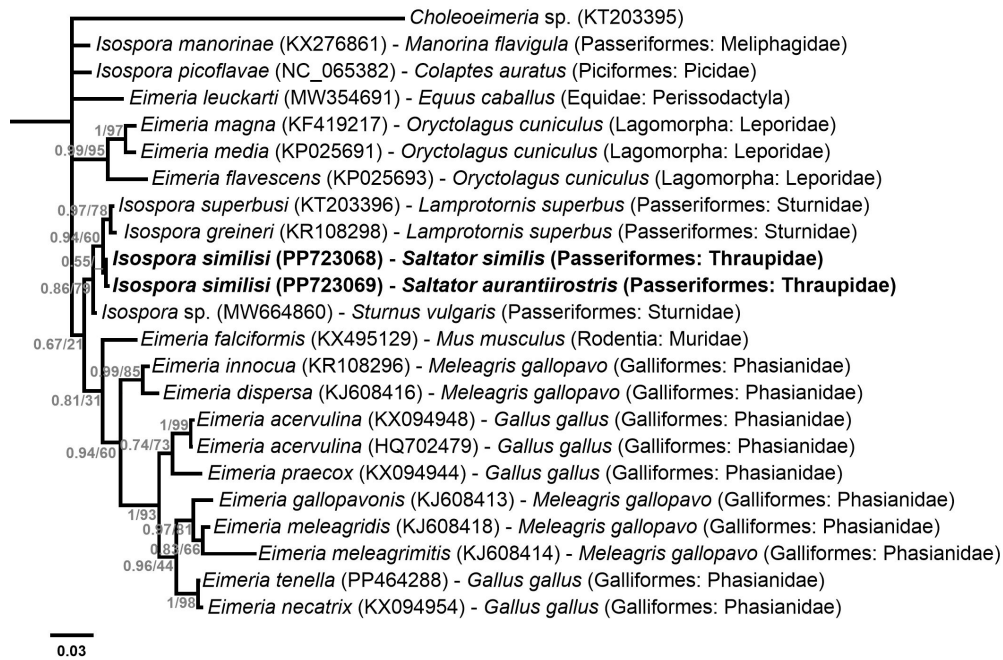 Choleoeimeria sp. (KT203395)
Isospora manorinae (KX276861) - Manorina flavigula (Passeriformes: Meliphagidae)
Isospora picoflavae (NC_065382) - Colaptes auratus (Piciformes: Picidae)
Eimeria leuckarti (MW354691) - Equus caballus (Equidae: Perissodactyla)
1/97
Eimeria magna (KF419217) - Oryctolagus cuniculus (Lagomorpha: Leporidae)
0.99/95
Eimeria media (KP025691) - Oryctolagus cuniculus (Lagomorpha: Leporidae)
Eimeria flavescens (KP025693) - Oryctolagus cuniculus (Lagomorpha: Leporidae)
0.97/78
Isospora superbusi (KT203396) - Lamprotornis superbus (Passeriformes: Sturnidae)
0.94/60
Isospora greineri (KR108298) - Lamprotornis superbus (Passeriformes: Sturnidae)
0.55/
Isospora similisi (PP723068) - Saltator similis (Passeriformes: Thraupidae)
0.86/79
Isospora similisi (PP723069) - Saltator aurantiirostris (Passeriformes: Thraupidae)
Isospora sp. (MW664860) - Sturnus vulgaris (Passeriformes: Sturnidae)
0.67/21
Eimeria falciformis (KX495129) - Mus musculus (Rodentia: Muridae)
0.99/85
Eimeria innocua (KR108296) - Meleagris gallopavo (Galliformes: Phasianidae)
0.81/31
Eimeria dispersa (KJ608416) - Meleagris gallopavo (Galliformes: Phasianidae)
1/99
Eimeria acervulina (KX094948) - Gallus gallus (Galliformes: Phasianidae)
0.94/60
0.74/73
Eimeria acervulina (HQ702479) - Gallus gallus (Galliformes: Phasianidae)
Eimeria praecox (KX094944) - Gallus gallus (Galliformes: Phasianidae)
Eimeria gallopavonis (KJ608413) - Meleagris gallopavo (Galliformes: Phasianidae)
1/93
0.97/81
Eimeria meleagridis (KJ608418) - Meleagris gallopavo (Galliformes: Phasianidae)
0.83/66
Eimeria meleagrimitis (KJ608414) - Meleagris gallopavo (Galliformes: Phasianidae)
0.96/44
Eimeria tenella (PP464288) - Gallus gallus (Galliformes: Phasianidae)
1/98
Eimeria necatrix (KX094954) - Gallus gallus (Galliformes: Phasianidae)
0.03